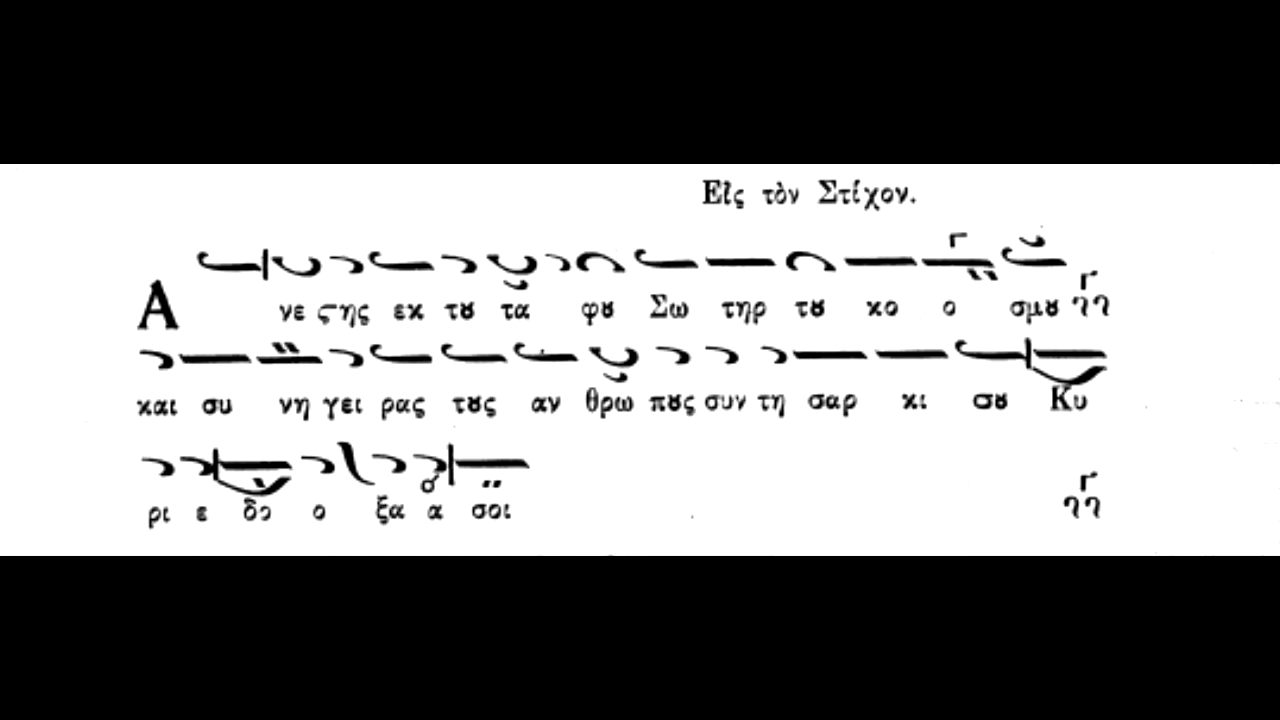 Εἰς τὸν Στίχον.
Α νε ϛης εκ τȣ τα φȣ Σω τηρ τȣ κο ο σμȣ
και συ νη γει ρας τȣς αν θρω πȣς συν τη σαρ κι σȣ Κυ
ρι ε δο ο ξα α σοι